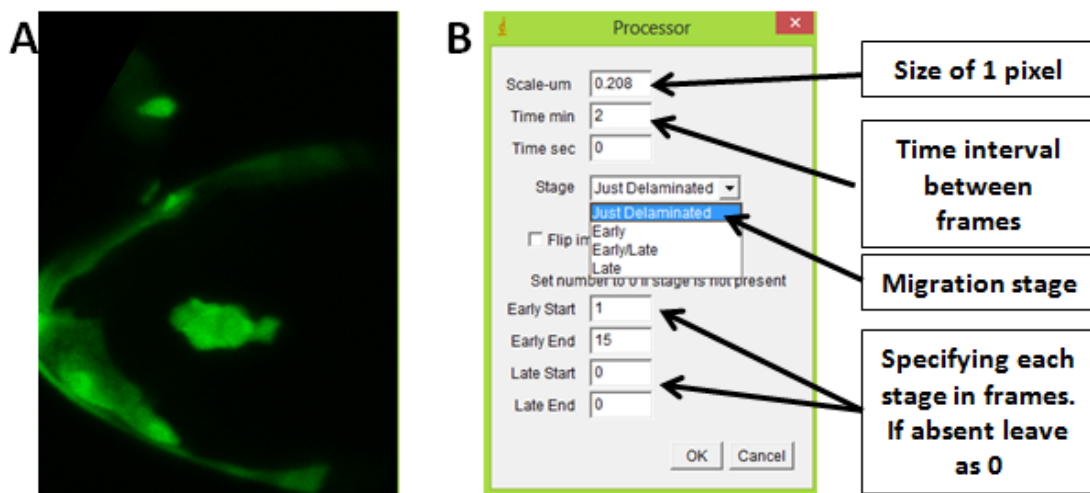 A
B
Processor
Scale-um 0.208
Time min 2
Time sec 0
Stage Just Delaminated
Just Delaminated
Early
Early/Late
Late
Flip im
Set number to 0 if stage is not present
Early Start 1
Early End 15
Late Start 0
Late End 0
OK Cancel
Size of 1 pixel
Time interval
between
frames
Migration stage
Specifying each
stage in frames.
If absent leave
as 0